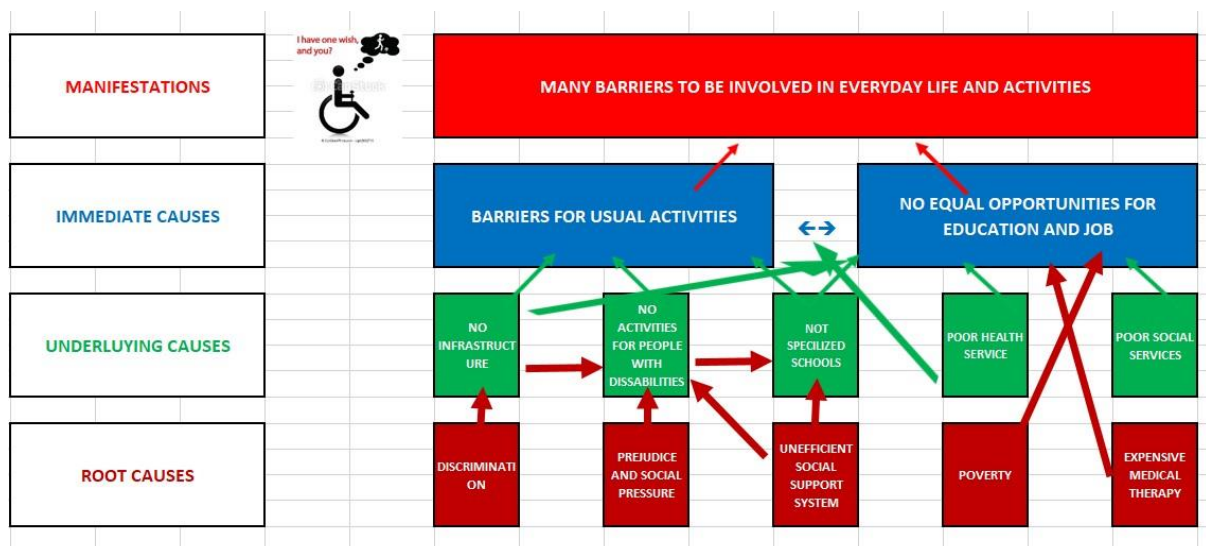 I have one wish,
and you?
MANIFESTATIONS
MANY BARRIERS TO BE INVOLVED IN EVERYDAY LIFE AND ACTIVITIES
IMMEDIATE CAUSES
BARRIERS FOR USUAL ACTIVITIES
NO EQUAL OPPORTUNITIES FOR
EDUCATION AND JOB
UNDERLUYING CAUSES
NO
INFRASTRUCT
URE
NO
ACTIVITIES
FOR PEOPLE
WITH
DISSABILITIES
NOT
SPECILIZED
SCHOOLS
POOR HEALTH
SERVICE
POOR SOCIAL
SERVICES
ROOT CAUSES
DISCRIMINATI
ON
PREJUDICE
AND SOCIAL
PRESSURE
UNEFFICIENT
SOCIAL
SUPPORT
SYSTEM
POVERTY
EXPENSIVE
MEDICAL
THERAPY